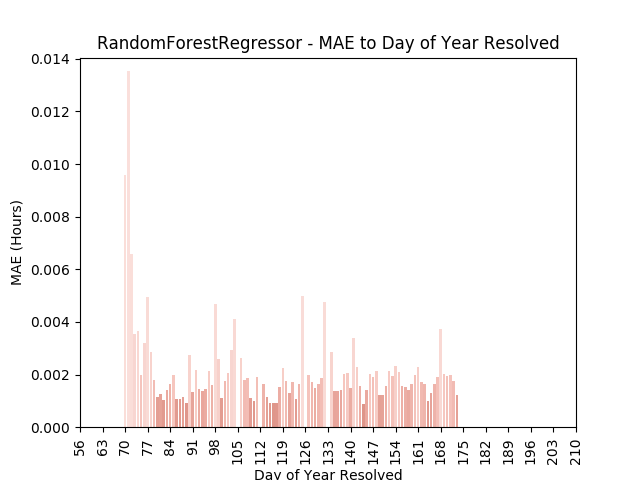 RandomForestRegressor - MAE to Day of Year Resolved
0.014
0.012
0.010
0.008
0.006
0.004
0.002
0.000
MAE (Hours)
56 63 70 77 84 91 98 105 112 119 126 133 140 147 154 161 168 175 182 189 196 203 210
Day of Year Resolved